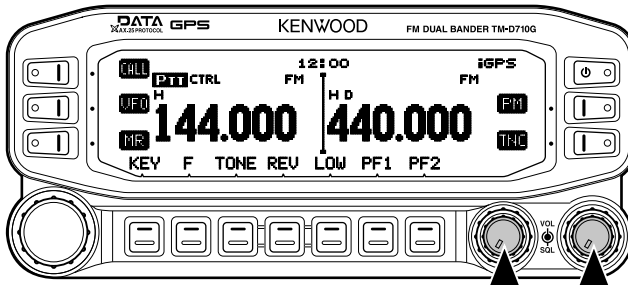 DATA GPS
AX.25 PROTOCOL
KENWOOD
FM DUAL BANDER TM-D710G
12:00
iGPS
CALL
PTT CTRL
FM
FM
H
H D
VFO
144.000
440.000
PM
MR
TNC
KEY F TONE REV LOW PF1 PF2
VOL
SQL